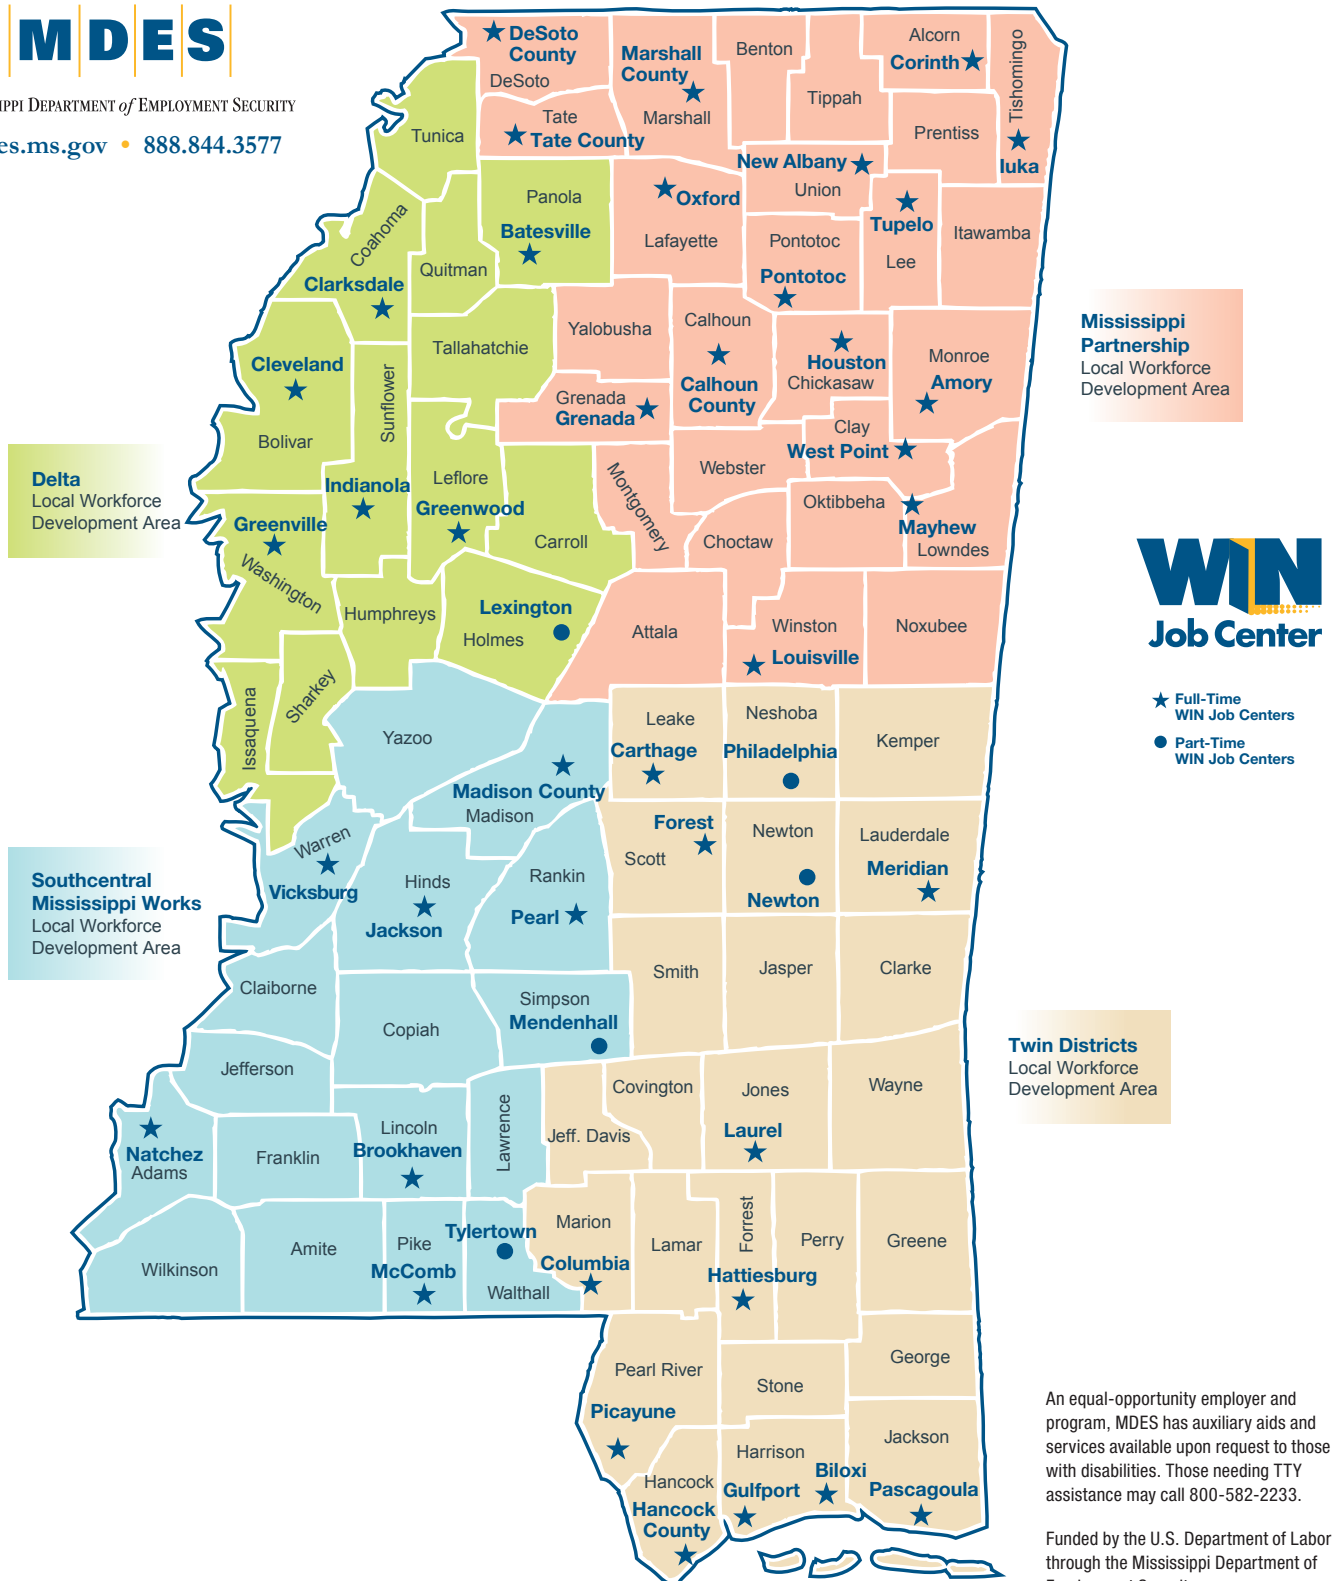 MDES
IPPI DEPARTMENT of EMPLOYMENT SECURITY
es.ms.gov • 888.844.3577
DeSoto
County
DeSoto
Marshall
County
Marshall
Benton
Tippah
Alcorn
Corinth
Tishomingo
Iuka
Tate
Tate County
Prentiss
Tunica
New Albany
Union
Panola
Batesville
Oxford
Lafayette
Tupelo
Lee
Itawamba
Coahoma
Clarksdale
Quitman
Pontotoc
Pontotoc
Yalobusha
Calhoun
Calhoun
County
Houston
Chickasaw
Monroe
Amory
Mississippi
Partnership
Local Workforce
Development Area
Tallahatchie
Cleveland
Bolivar
Sunflower
Indianola
Grenada
Grenada
Clay
West Point
Webster
Montgomery
Leflore
Greenwood
Oktibbeha
Mayhew
Lowndes
Choctaw
Carroll
Delta
Local Workforce
Development Area
Greenville
Washington
Humphreys
Lexington
Holmes
Attala
Winston
Louisville
Noxubee
WIN
Job Center
Full-Time
WIN Job Centers
Part-Time
WIN Job Centers
Issaquena
Sharkey
Yazoo
Leake
Carthage
Neshoba
Philadelphia
Kemper
Madison County
Madison
Warren
Vicksburg
Hinds
Jackson
Rankin
Pearl
Forest
Scott
Newton
Newton
Lauderdale
Meridian
Southcentral
Mississippi Works
Local Workforce
Development Area
Claiborne
Copiah
Simpson
Mendenhall
Smith
Jasper
Clarke
Twin Districts
Local Workforce
Development Area
Jefferson
Natchez
Adams
Franklin
Lincoln
Brookhaven
Lawrence
Jeff. Davis
Covington
Jones
Laurel
Wayne
Wilkinson
Amite
Pike
McComb
Tylertown
Walthall
Marion
Columbia
Lamar
Forrest
Hattiesburg
Perry
Greene
Pearl River
Picayune
Stone
George
Hancock
Hancock
County
Harrison
Gulfport
Biloxi
Jackson
Pascagoula
An equal-opportunity employer and
program, MDES has auxiliary aids and
services available upon request to those
with disabilities. Those needing TTY
assistance may call 800-582-2233.
Funded by the U.S. Department of Labor
through the Mississippi Department of